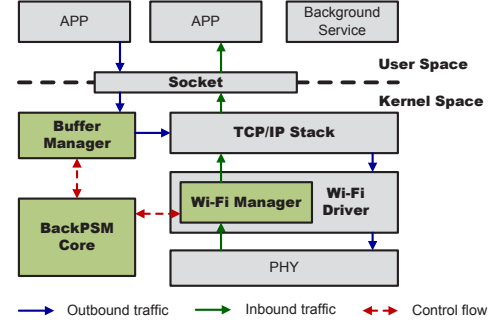 APP
APP
Background
Service
User Space
Socket
Kernel Space
Buffer
Manager
TCP/IP Stack
Wi-Fi Manager
Wi-Fi
Driver
BackPSM
Core
PHY
Outbound traffic
Inbound traffic
Control flow